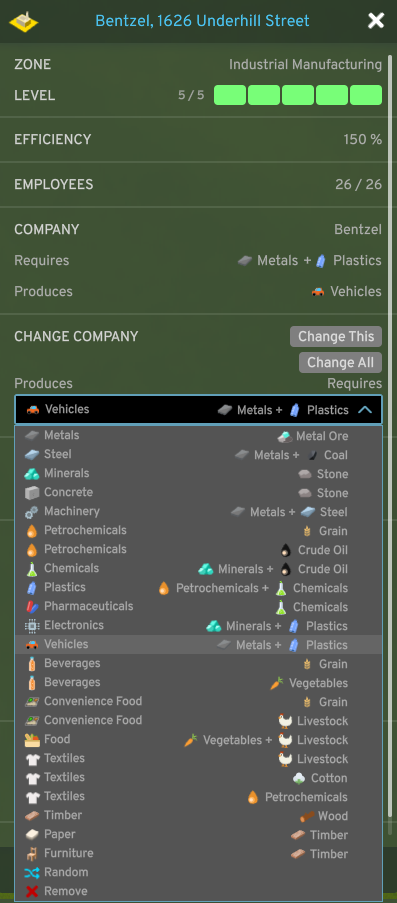 Bentzel, 1626 Underhill Street
ZONE Industrial Manufacturing
LEVEL 5 / 5
EFFICIENCY 150 %
EMPLOYEES 26 / 26
COMPANY Bentzel
Requires Metals + Plastics
Produces Vehicles
CHANGE COMPANY Change This
Change All
Produces Requires
Vehicles Metals + Plastics
Metals Metal Ore
Steel Metals + Coal
Minerals Stone
Concrete Stone
Machinery Metals + Steel
Petrochemicals Grain
Petrochemicals Crude Oil
Chemicals Minerals + Crude Oil
Plastics Petrochemicals + Chemicals
Pharmaceuticals Chemicals
Electronics Minerals + Plastics
Vehicles Metals + Plastics
Beverages Grain
Beverages Vegetables
Convenience Food Grain
Convenience Food Livestock
Food Vegetables + Livestock
Textiles Livestock
Textiles Cotton
Textiles Petrochemicals
Timber Wood
Paper Timber
Furniture Timber
Random
Remove